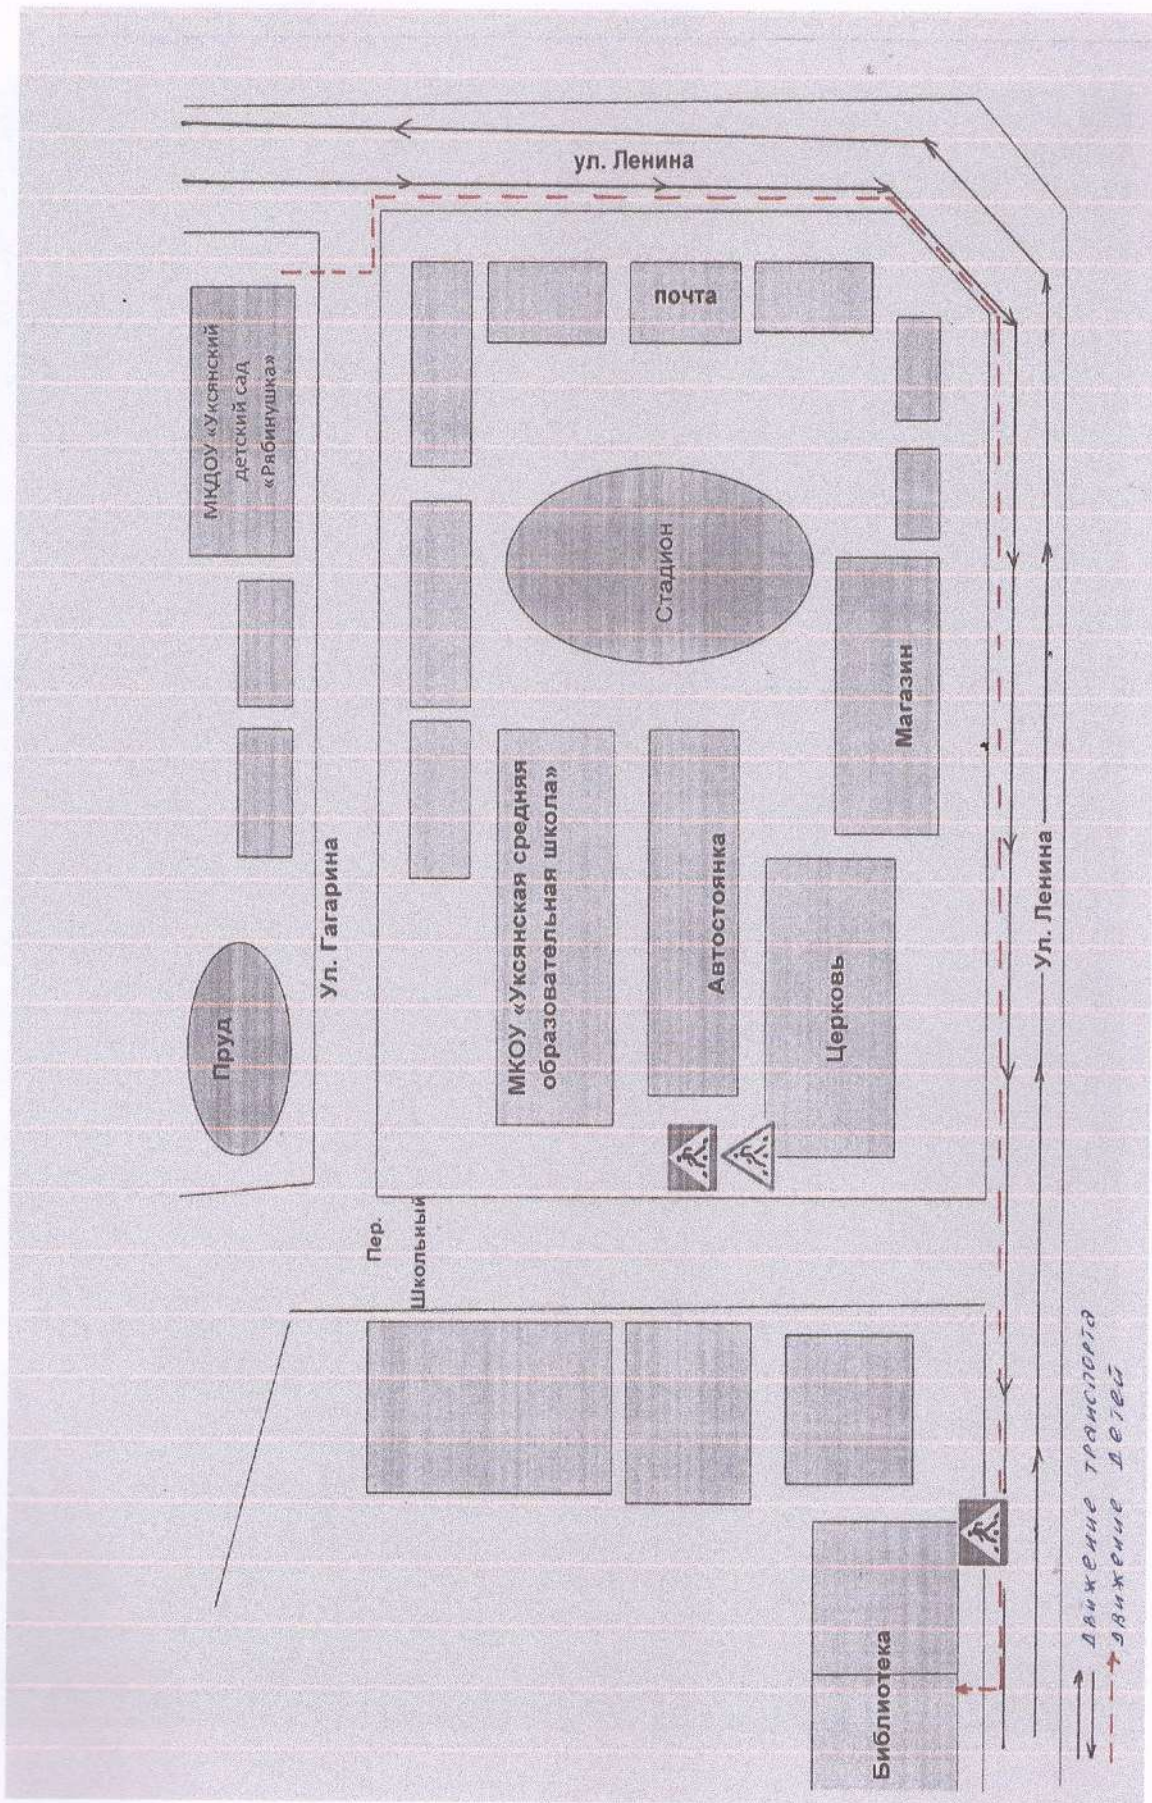 ул. Ленина
почта
МКДОУ «Уксянский
детский сад
«Рябинушка»
Стадион
Магазин
МКОУ «Уксянская средняя
образовательная школа»
Автостоянка
Церковь
Пруд
Ул. Гагарина
Ул. Ленина
Пер.
Школьный
Библиотека
движение транспорта
движение детей